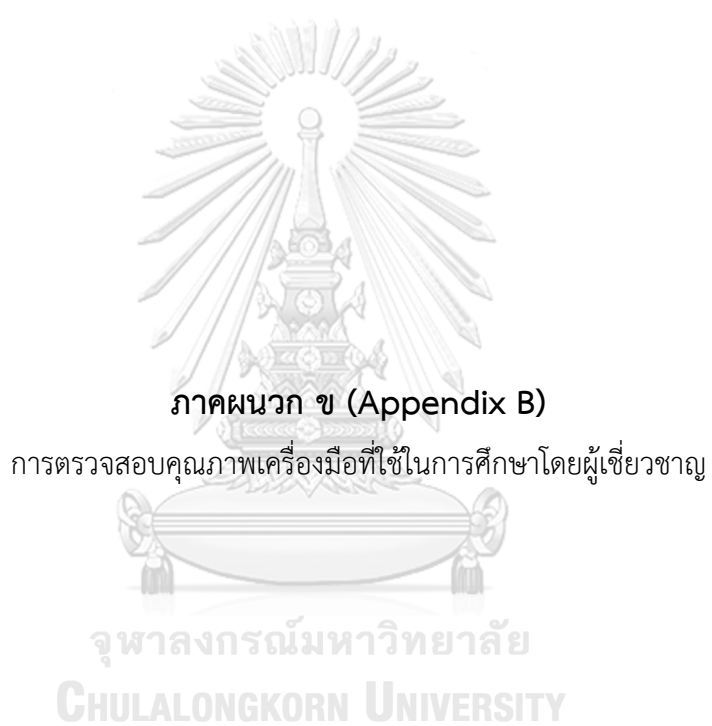 ภาคผนวก ข (Appendix B)
การตรวจสอบคุณภาพเครื่องมือที่ใช้ในการศึกษาโดยผู้เชี่ยวชาญ
จุฬาลงกรณ์มหาวิทยาลัย
CHULALONGKORN UNIVERSITY